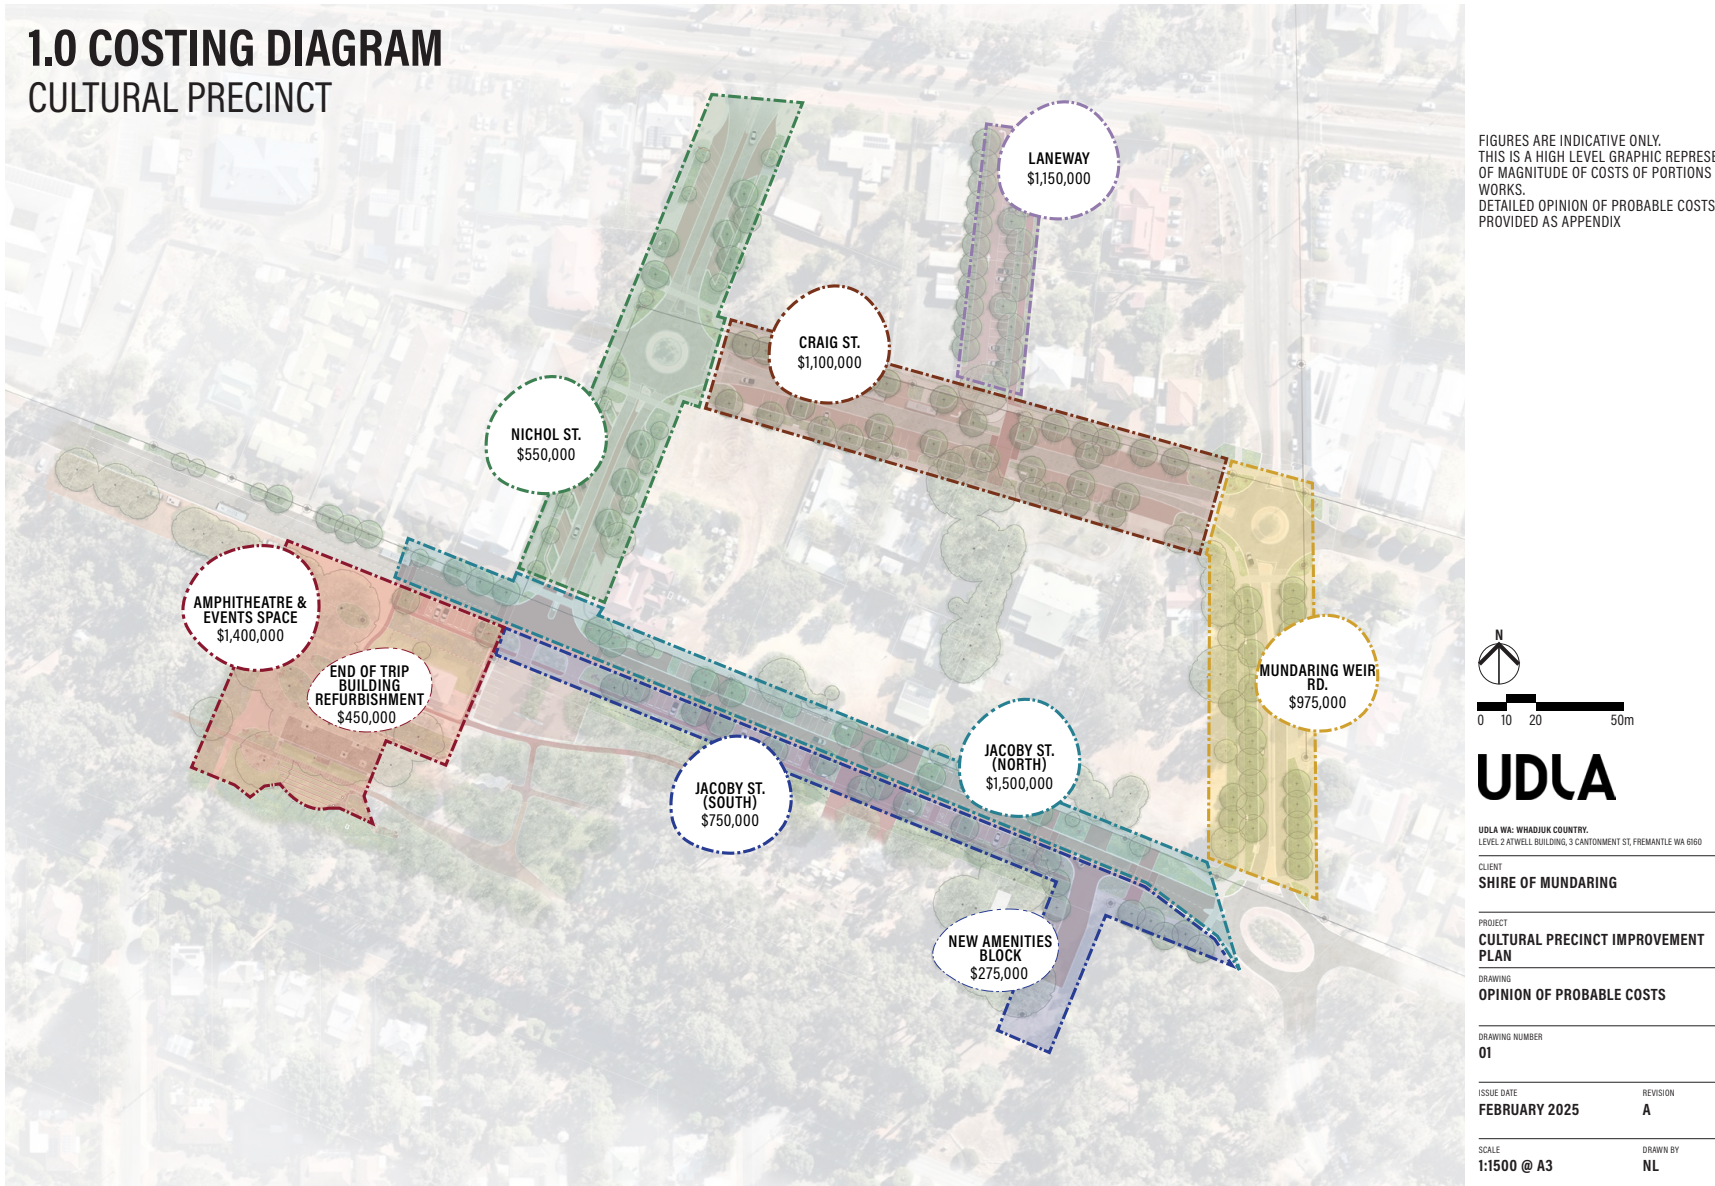 1.0 COSTING DIAGRAM
CULTURAL PRECINCT
LANEWAY
$1,150,000
CRAIG ST.
$1,100,000
NICHOL ST.
$550,000
AMPHITHEATRE &
EVENTS SPACE
$1,400,000
END OF TRIP
BUILDING
REFURBISHMENT
$450,000
MUNDARING WEIR
RD.
$975,000
JACOBY ST.
(NORTH)
$1,500,000
JACOBY ST.
(SOUTH)
$750,000
NEW AMENITIES
BLOCK
$275,000
FIGURES ARE INDICATIVE ONLY.
THIS IS A HIGH LEVEL GRAPHIC REPRESE
OF MAGNITUDE OF COSTS OF PORTIONS
WORKS.
DETAILED OPINION OF PROBABLE COSTS
PROVIDED AS APPENDIX
N
0 10 20 50m
UDLA
UDLA WA: WHADJUK COUNTRY.
LEVEL 2 ATWELL BUILDING, 3 CANTONMENT ST, FREMANTLE WA 6160
CLIENT
SHIRE OF MUNDARING
PROJECT
CULTURAL PRECINCT IMPROVEMENT
PLAN
DRAWING
OPINION OF PROBABLE COSTS
DRAWING NUMBER
01
ISSUE DATE REVISION
FEBRUARY 2025 A
SCALE DRAWN BY
1:1500 @ A3 NL